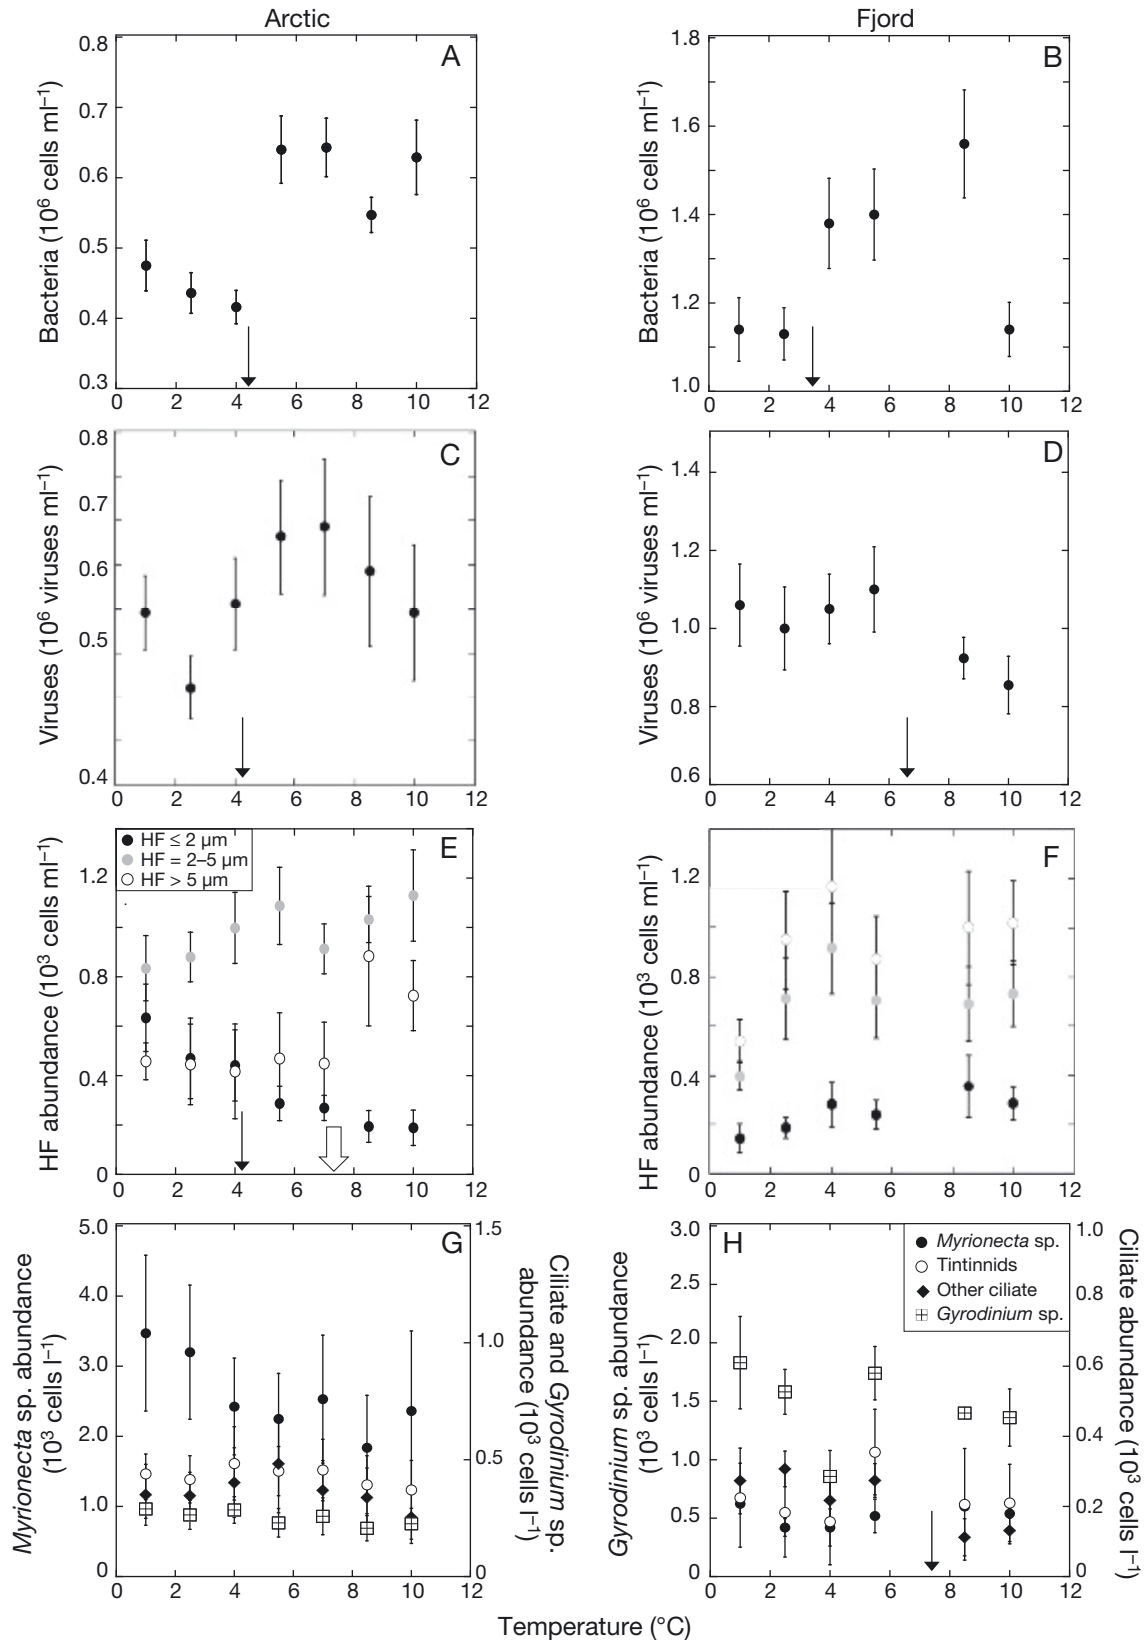 Arctic
Fjord
A
0.8
0.7
0.6
0.5
0.4
0.3
Bacteria (10⁶ cells ml⁻¹)
0 2 4 6 8 10 12
B
1.8
1.6
1.4
1.2
1.0
Bacteria (10⁶ cells ml⁻¹)
0 2 4 6 8 10 12
C
0.8
0.7
0.6
0.5
0.4
Viruses (10⁶ viruses ml⁻¹)
0 2 4 6 8 10 12
D
1.4
1.2
1.0
0.8
0.6
Viruses (10⁶ viruses ml⁻¹)
0 2 4 6 8 10 12
HF ≤ 2 µm
HF = 2–5 µm
HF > 5 µm
E
1.2
0.8
0.4
0
HF abundance (10³ cells ml⁻¹)
0 2 4 6 8 10 12
F
1.2
0.8
0.4
0
HF abundance (10³ cells ml⁻¹)
0 2 4 6 8 10 12
G
5.0
4.0
3.0
2.0
1.0
0
Myrionecta sp. abundance
(10³ cells l⁻¹)
1.5
1.0
0.5
0
Ciliate and Gyrodinium sp.
abundance (10³ cells l⁻¹)
0 2 4 6 8 10 12
H
Myrionecta sp.
Tintinnids
Other ciliate
Gyrodinium sp.
3.0
2.5
2.0
1.5
1.0
0.5
0
Gyrodinium sp. abundance
(10³ cells l⁻¹)
1.0
0.8
0.6
0.4
0.2
0
Ciliate abundance (10³ cells l⁻¹)
0 2 4 6 8 10 12
Temperature (°C)